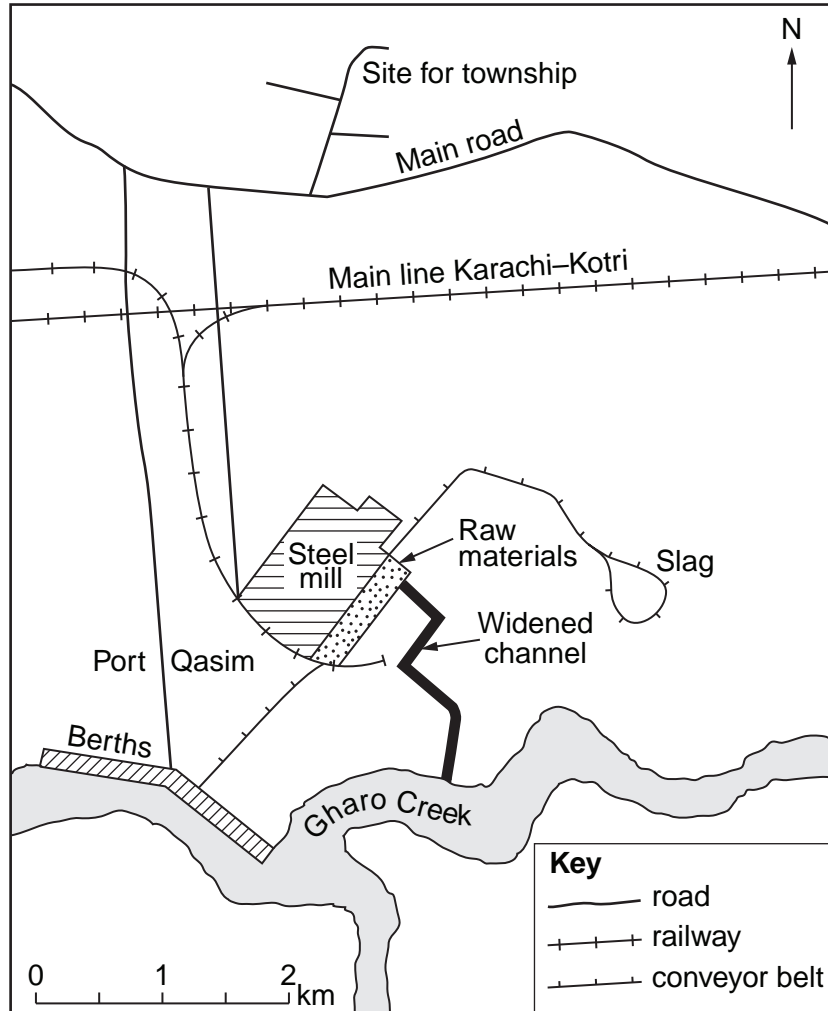 N
Site for township
Main road
Main line Karachi–Kotri
Steel
mill
Raw
materials
Slag
Widened
channel
Port Qasim
Berths
Gharo Creek
Key
road
railway
conveyor belt
0 1 2
km